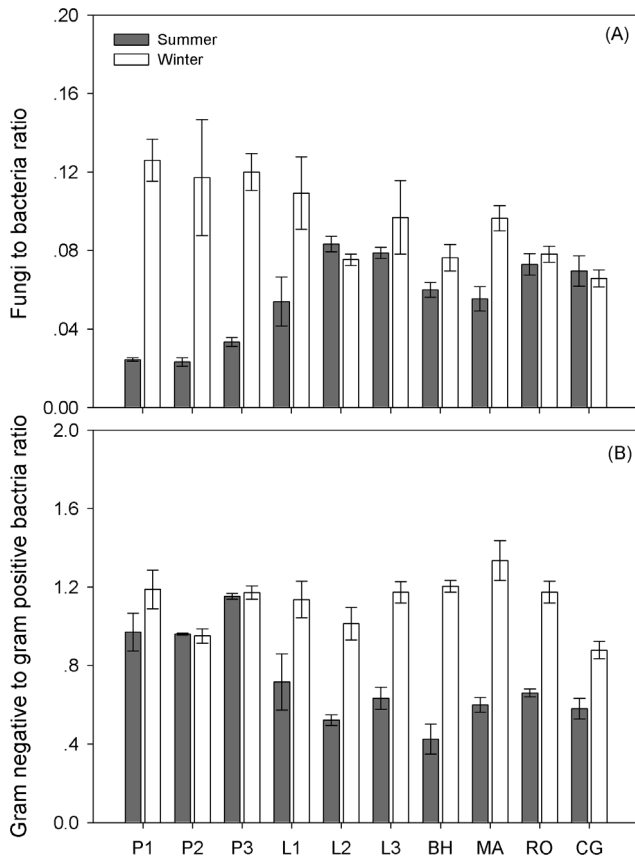 .20
(A)
Summer
Winter
.16
.12
.08
.04
0.00
Fungi to bacteria ratio
2.0
(B)
1.6
1.2
.8
.4
0.0
Gram negative to gram positive bactria ratio
P1 P2 P3 L1 L2 L3 BH MA RO CG